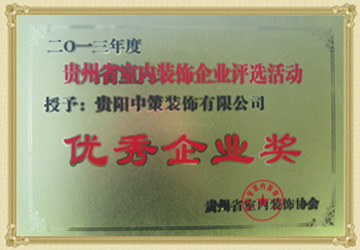 二〇一三年度
贵州省室内装饰企业评选活动
授予：贵阳中策装饰有限公司
优秀企业奖
贵州省室内装饰协会